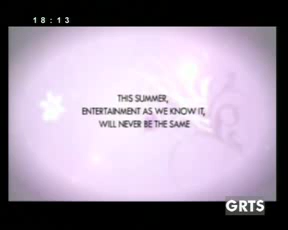 18:13
THIS SUMMER,
ENTERTAINMENT AS WE KNOW IT,
WILL NEVER BE THE SAME
GRTS